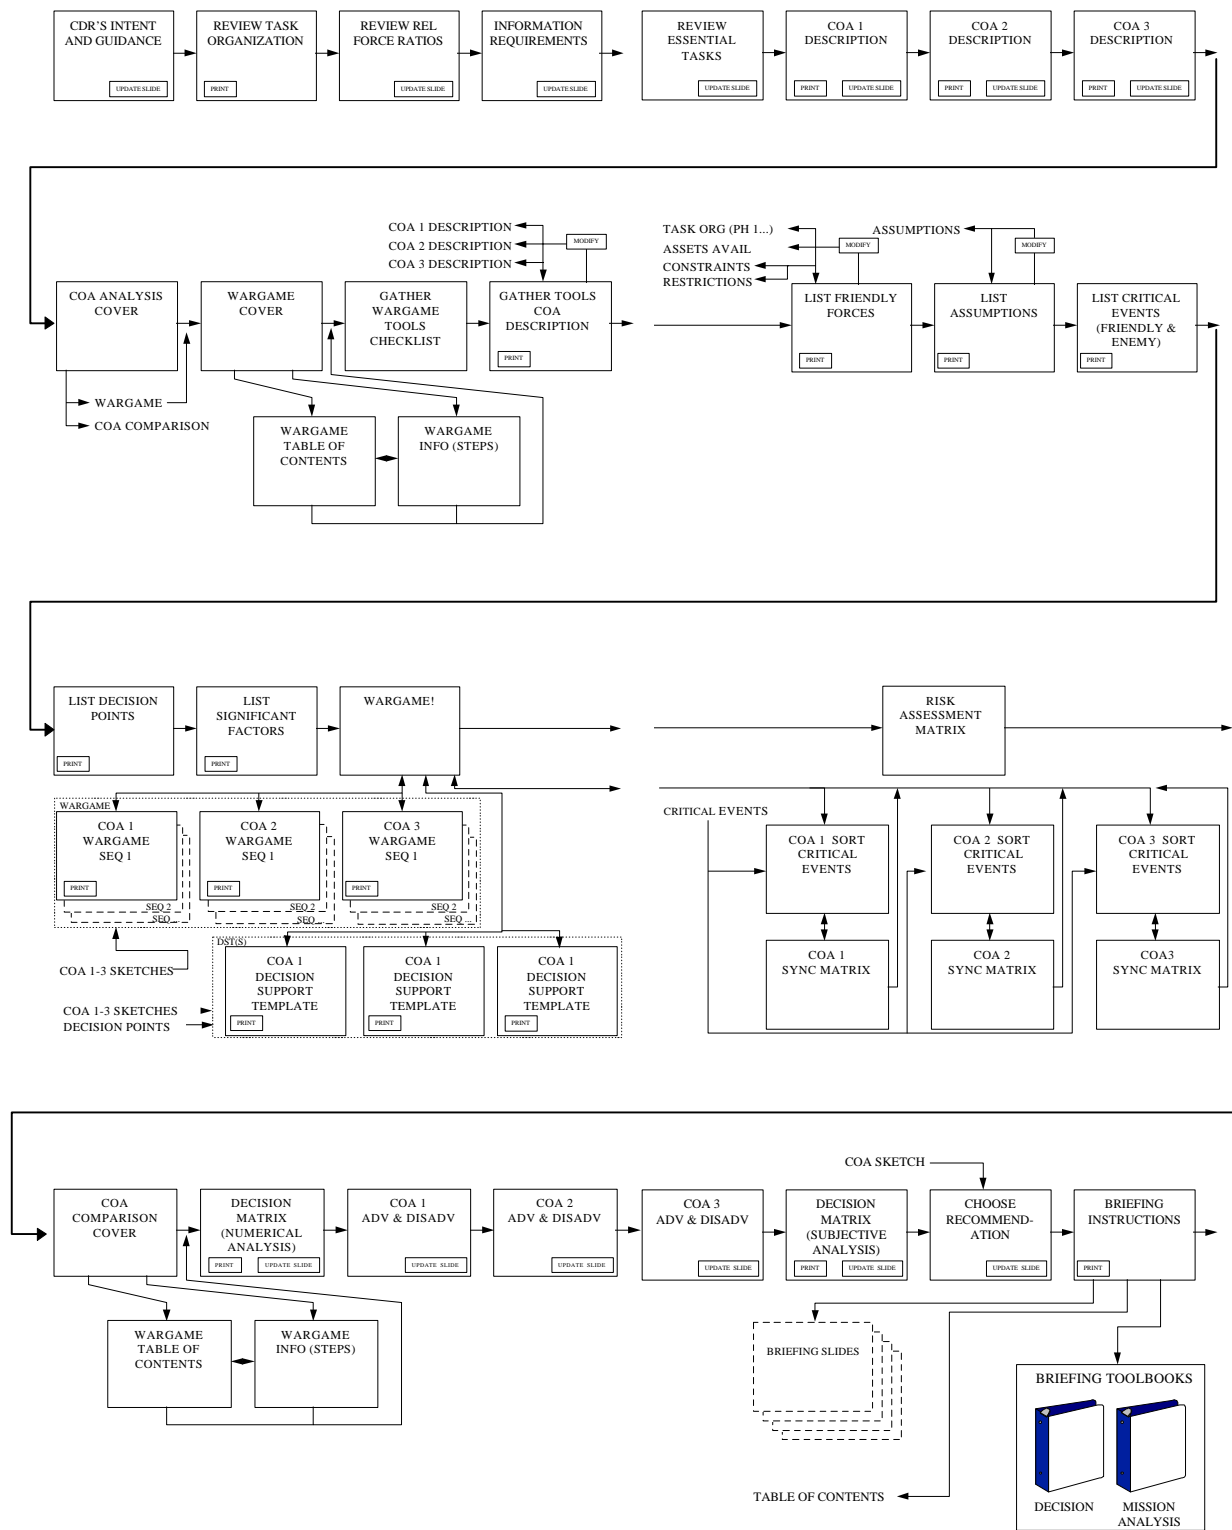 CDR'S INTENT
AND GUIDANCE
UPDATE SLIDE
REVIEW TASK
ORGANIZATION
PRINT
REVIEW REL
FORCE RATIOS
UPDATE SLIDE
INFORMATION
REQUIREMENTS
UPDATE SLIDE
REVIEW
ESSENTIAL
TASKS
UPDATE SLIDE
COA 1
DESCRIPTION
PRINT
UPDATE SLIDE
COA 2
DESCRIPTION
PRINT
UPDATE SLIDE
COA 3
DESCRIPTION
PRINT
UPDATE SLIDE
COA 1 DESCRIPTION
COA 2 DESCRIPTION
COA 3 DESCRIPTION
MODIFY
TASK ORG (PH 1...)
ASSETS AVAIL
CONSTRAINTS
RESTRICTIONS
MODIFY
ASSUMPTIONS
MODIFY
COA ANALYSIS
COVER
WARGAME
COVER
GATHER
WARGAME
TOOLS
CHECKLIST
GATHER TOOLS
COA
DESCRIPTION
PRINT
LIST FRIENDLY
FORCES
PRINT
LIST
ASSUMPTIONS
PRINT
LIST CRITICAL
EVENTS
(FRIENDLY &
ENEMY)
PRINT
WARGAME
COA COMPARISON
WARGAME
TABLE OF
CONTENTS
WARGAME
INFO (STEPS)
LIST DECISION
POINTS
PRINT
LIST
SIGNIFICANT
FACTORS
PRINT
WARGAME!
RISK
ASSESSMENT
MATRIX
WARGAME
COA 1
WARGAME
SEQ 1
PRINT
SEQ 2
SEQ ...
COA 2
WARGAME
SEQ 1
PRINT
SEQ 2
SEQ ...
COA 3
WARGAME
SEQ 1
PRINT
SEQ 2
SEQ ...
CRITICAL EVENTS
COA 1 SORT
CRITICAL
EVENTS
COA 2 SORT
CRITICAL
EVENTS
COA 3 SORT
CRITICAL
EVENTS
COA 1-3 SKETCHES
DST(S)
COA 1
DECISION
SUPPORT
TEMPLATE
PRINT
COA 1
DECISION
SUPPORT
TEMPLATE
PRINT
COA 1
DECISION
SUPPORT
TEMPLATE
PRINT
COA 1-3 SKETCHES
DECISION POINTS
COA 1
SYNC MATRIX
COA 2
SYNC MATRIX
COA3
SYNC MATRIX
COA SKETCH
COA
COMPARISON
COVER
DECISION
MATRIX
(NUMERICAL
ANALYSIS)
PRINT
UPDATE SLIDE
COA 1
ADV & DISADV
UPDATE SLIDE
COA 2
ADV & DISADV
UPDATE SLIDE
COA 3
ADV & DISADV
UPDATE SLIDE
DECISION
MATRIX
(SUBJECTIVE
ANALYSIS)
PRINT
UPDATE SLIDE
CHOOSE
RECOMMEND-
ATION
UPDATE SLIDE
BRIEFING
INSTRUCTIONS
PRINT
WARGAME
TABLE OF
CONTENTS
WARGAME
INFO (STEPS)
BRIEFING SLIDES
BRIEFING TOOLBOOKS
TABLE OF CONTENTS
DECISION
MISSION
ANALYSIS